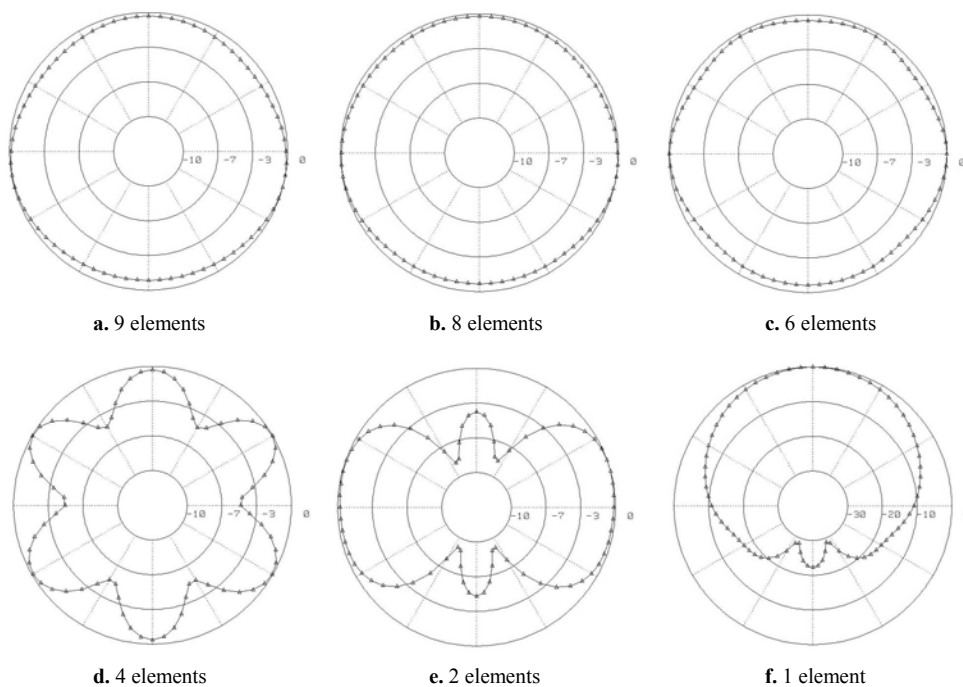 -10 -7 -3 0
-10 -7 -3 0
-10 -7 -3 0
a. 9 elements
b. 8 elements
c. 6 elements
-10 -7 -3 0
-10 -7 -3 0
-30 -20 -10
d. 4 elements
e. 2 elements
f. 1 element